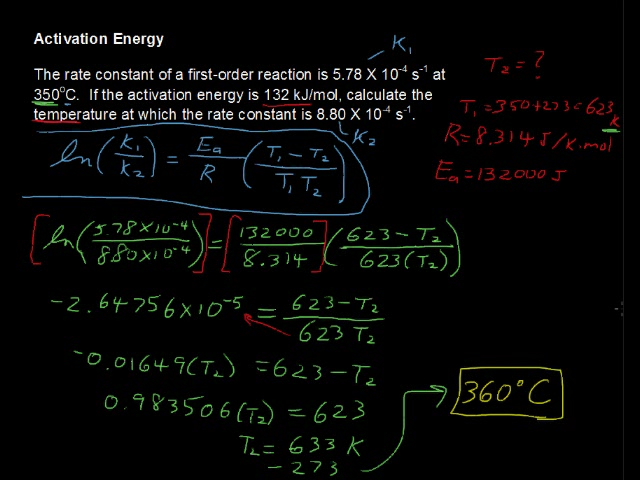 Activation Energy
K₁
The rate constant of a first-order reaction is 5.78 X 10⁻⁴ s⁻¹ at
350°C. If the activation energy is 132 kJ/mol, calculate the
temperature at which the rate constant is 8.80 X 10⁻⁴ s⁻¹.
K₂
T₂ = ?
T₁ = 350 + 273 = 623 K
R = 8.314 J/K·mol
Ea = 132000 J
ln(K₁/K₂) = Ea/R (T₁ - T₂ / T₁ T₂)
[ln(5.78×10⁻⁴/8.80×10⁻⁴)] = [132000/8.314] (623 - T₂ / 623(T₂))
-2.64756×10⁻⁵ = 623 - T₂ / 623 T₂
-0.01649(T₂) = 623 - T₂
0.983506(T₂) = 623
T₂ = 633 K
- 273
360°C